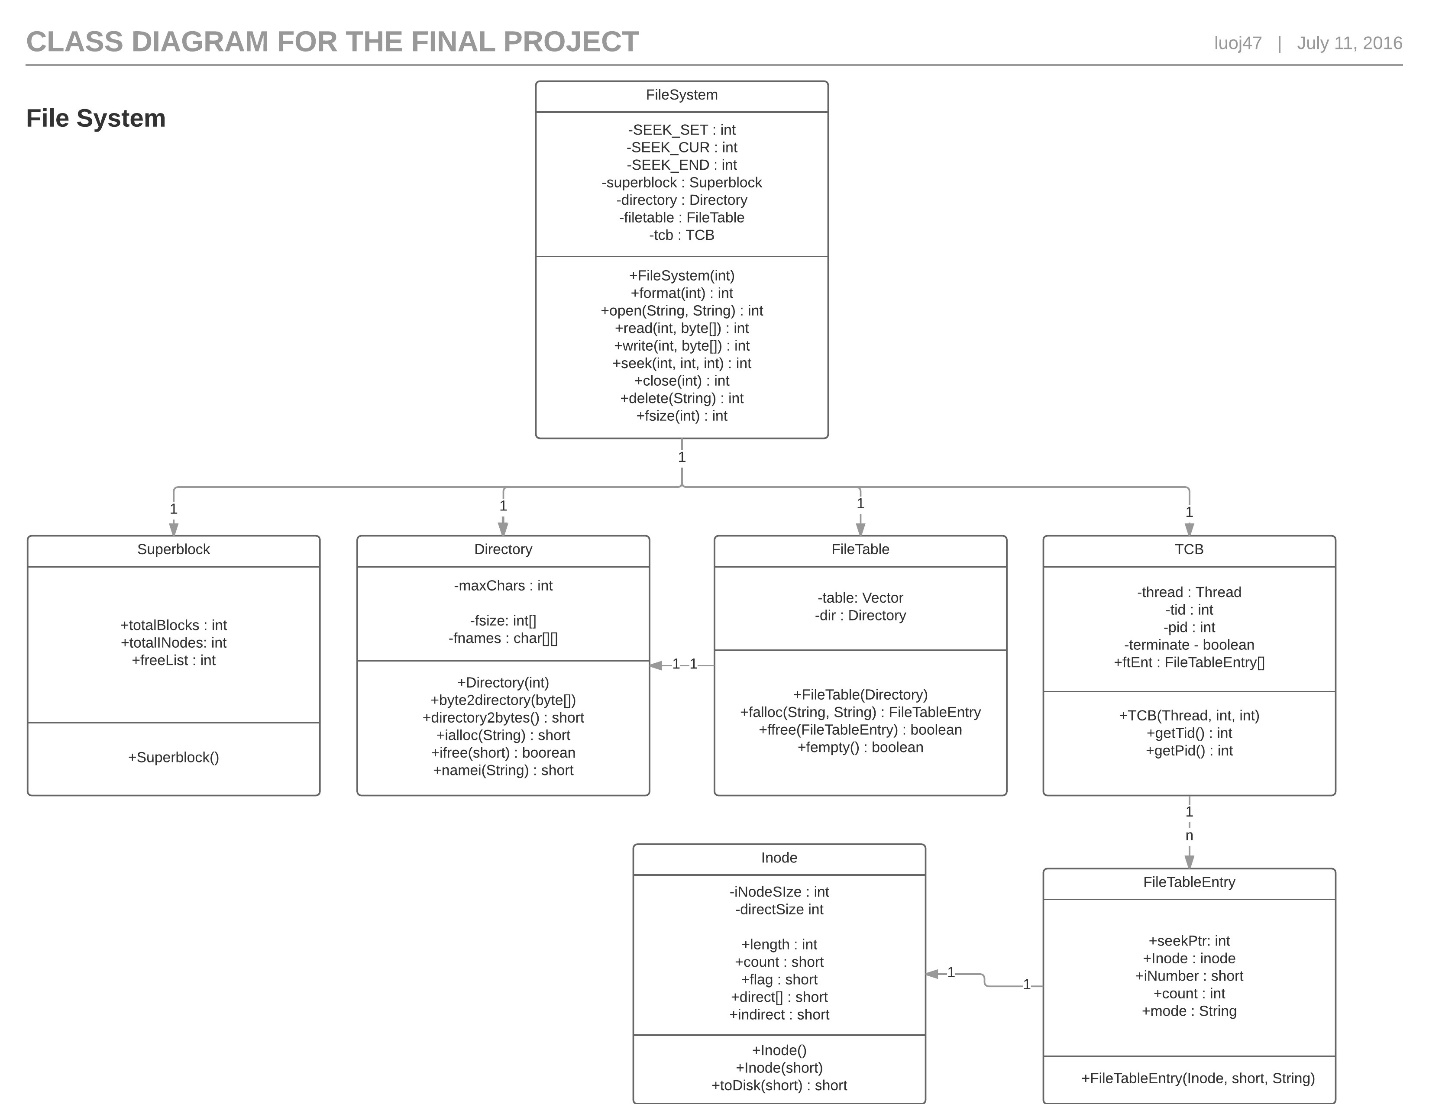 CLASS DIAGRAM FOR THE FINAL PROJECT
luoj47 | July 11, 2016
File System
FileSystem
-SEEK_SET : int
-SEEK_CUR : int
-SEEK_END : int
-superblock : Superblock
-directory : Directory
-filetable : FileTable
-tcb : TCB
+FileSystem(int)
+format(int) : int
+open(String, String) : int
+read(int, byte[]) : int
+write(int, byte[]) : int
+seek(int, int, int) : int
+close(int) : int
+delete(String) : int
+fsize(int) : int
1
1
1
1
1
Superblock
+totalBlocks : int
+totalINodes: int
+freeList : int
+Superblock()
Directory
-maxChars : int
-fsize: int[]
-fnames : char[][]
+Directory(int)
+byte2directory(byte[])
+directory2bytes() : short
+ialloc(String) : short
+ifree(short) : boorean
+namei(String) : short
1 1
FileTable
-table: Vector
-dir : Directory
+FileTable(Directory)
+falloc(String, String) : FileTableEntry
+ffree(FileTableEntry) : boolean
+fempty() : boolean
TCB
-thread : Thread
-tid : int
-pid : int
-terminate - boolean
+ftEnt : FileTableEntry[]
+TCB(Thread, int, int)
+getTid() : int
+getPid() : int
1
n
Inode
-iNodeSIze : int
-directSize int
+length : int
+count : short
+flag : short
+direct[] : short
+indirect : short
+Inode()
+Inode(short)
+toDisk(short) : short
1
1
FileTableEntry
+seekPtr: int
+Inode : inode
+iNumber : short
+count : int
+mode : String
+FileTableEntry(Inode, short, String)